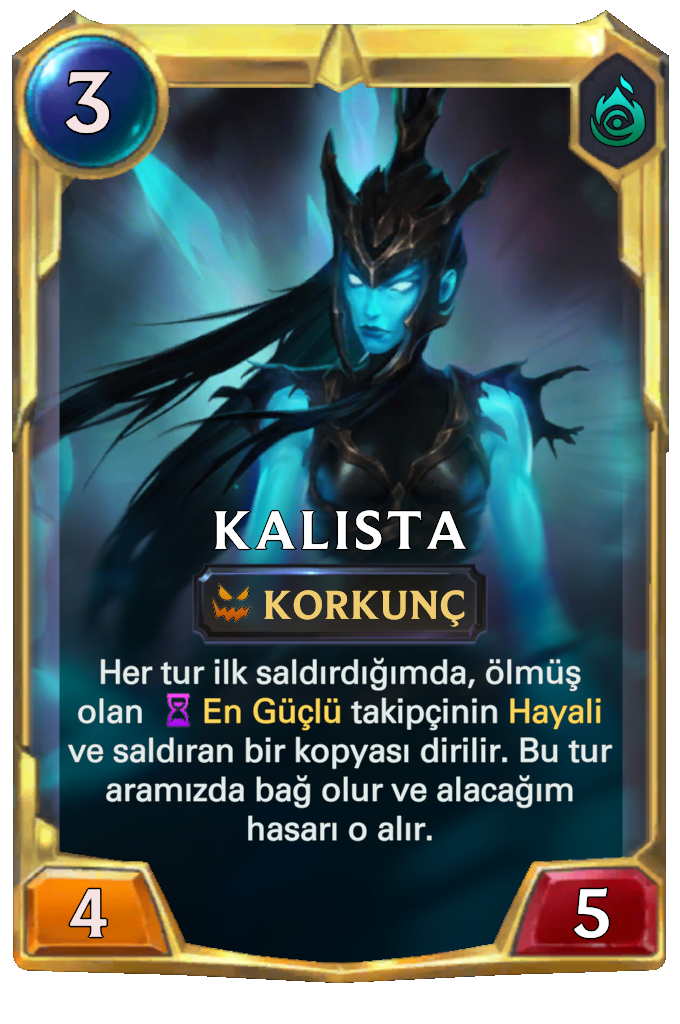 3
KALISTA
KORKUNÇ
Her tur ilk saldırdığımda, ölmüş
olan En Güçlü takipçinin Hayali
ve saldıran bir kopyası dirilir. Bu tur
aramızda bağ olur ve alacağım
hasarı o alır.
4
5